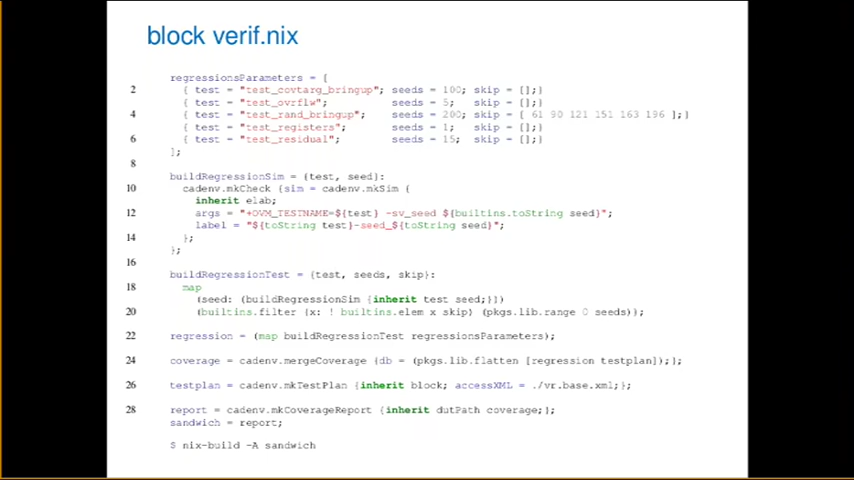 block verif.nix
regressionsParameters = [
2 { test = "test_covtarg_bringup"; seeds = 100; skip = [];}
{ test = "test_ovrflw"; seeds = 5; skip = [];}
4 { test = "test_rand_bringup"; seeds = 200; skip = [ 61 90 121 151 163 196 ];}
{ test = "test_registers"; seeds = 1; skip = [];}
6 { test = "test_residual"; seeds = 15; skip = [];}
];
8
buildRegressionSim = {test, seed}:
10 cadenv.mkCheck {sim = cadenv.mkSim {
inherit elab;
12 args = "+OVM_TESTNAME=${test} -sv_seed ${builtins.toString seed}";
label = "${toString test}-seed_${toString seed}";
14 };
};
16
buildRegressionTest = {test, seeds, skip}:
18 map
(seed: (buildRegressionSim {inherit test seed;}))
20 (builtins.filter (x: ! builtins.elem x skip) (pkgs.lib.range 0 seeds));
22 regression = (map buildRegressionTest regressionsParameters);
24 coverage = cadenv.mergeCoverage {db = (pkgs.lib.flatten [regression testplan]);};
26 testplan = cadenv.mkTestPlan {inherit block; accessXML = ./vr.base.xml;};
28 report = cadenv.mkCoverageReport {inherit dutPath coverage;};
sandwich = report;
$ nix-build -A sandwich